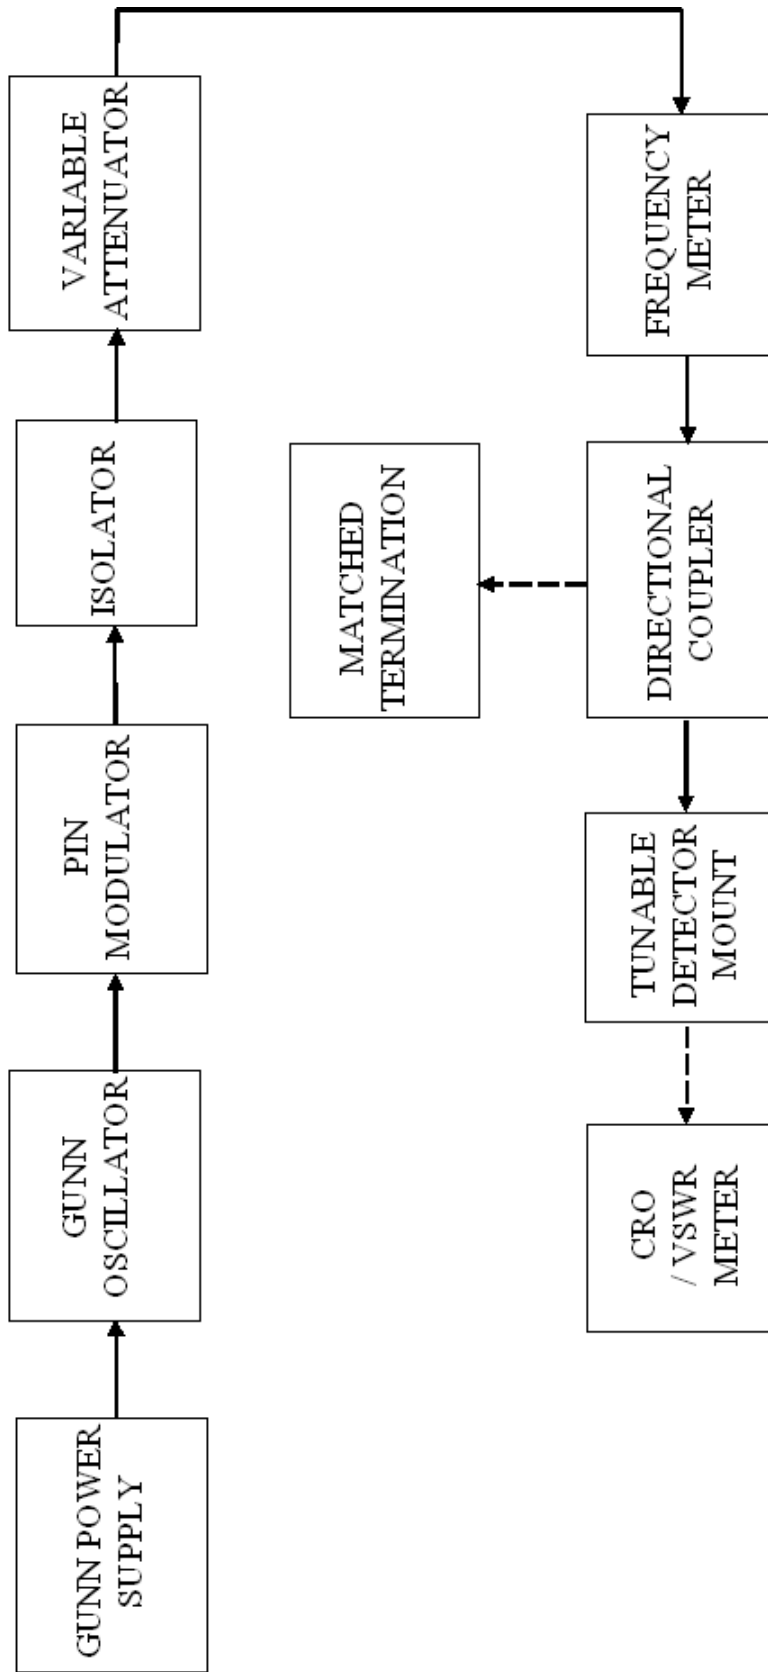 GUNN POWER
SUPPLY
GUNN
OSCILLATOR
PIN
MODULATOR
ISOLATOR
VARIABLE
ATTENUATOR
FREQUENCY
METER
DIRECTIONAL
COUPLER
MATCHED
TERMINATION
TUNABLE
DETECTOR
MOUNT
CRO
/ VSWR
METER